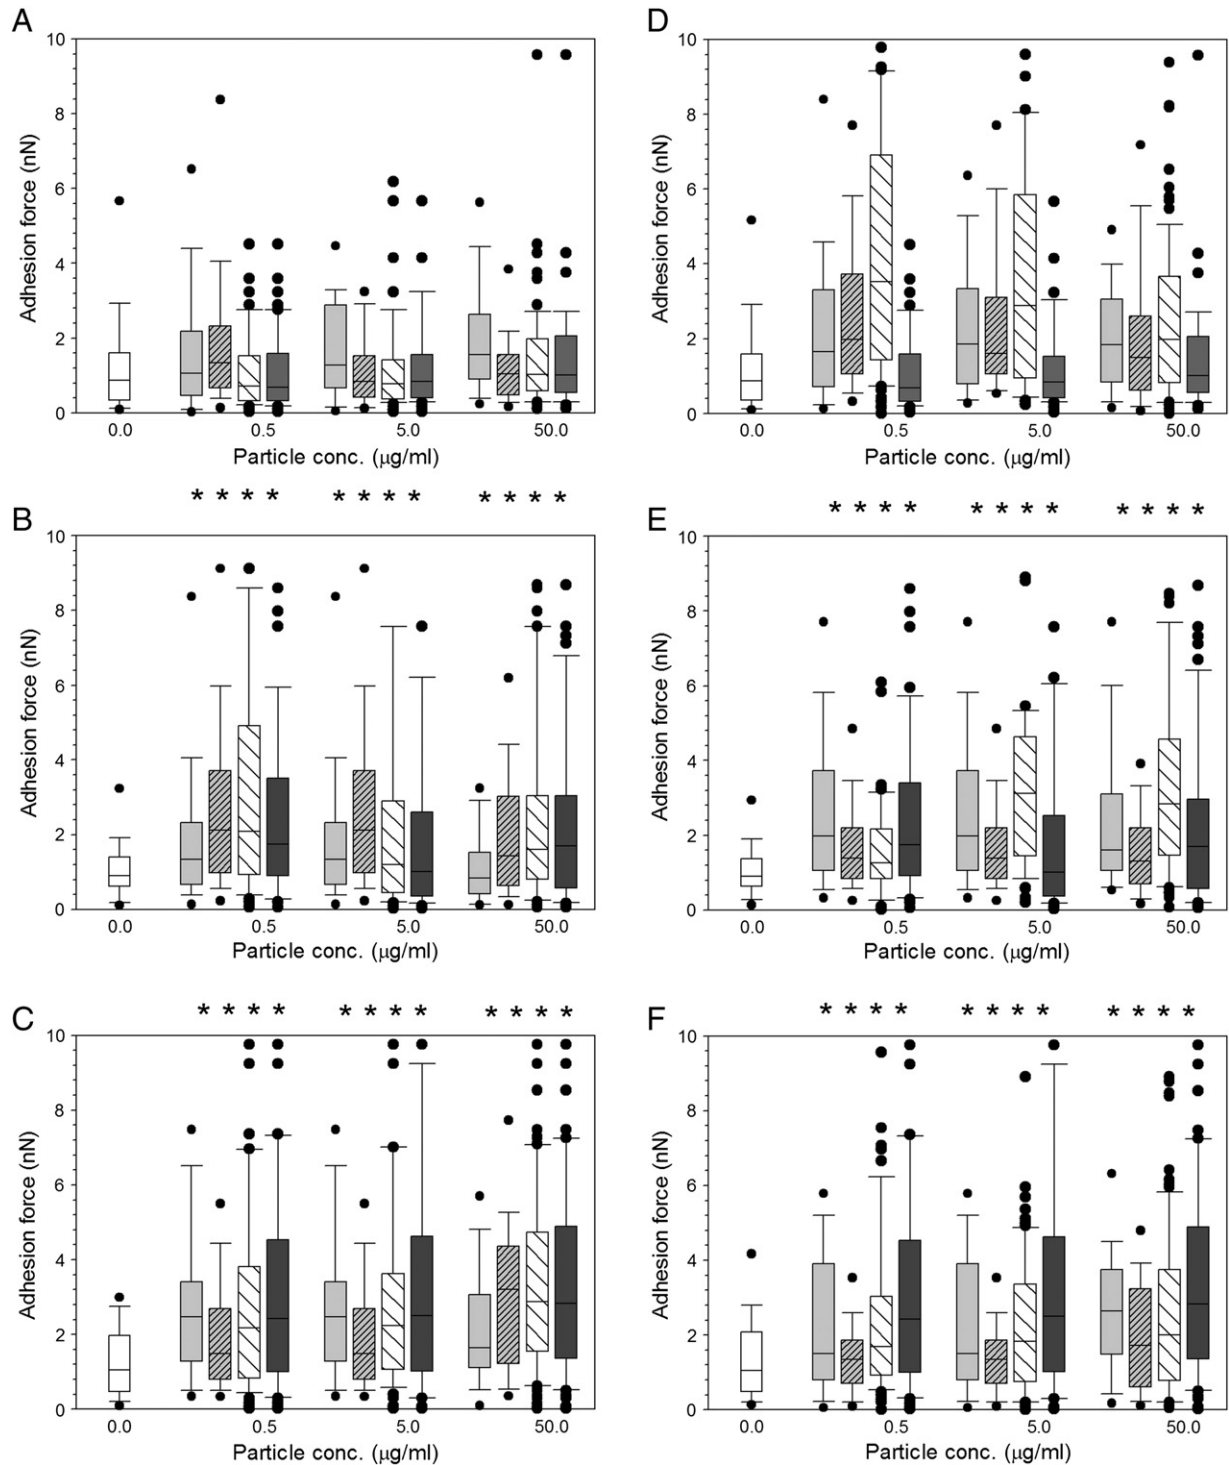 A
Adhesion force (nN)
10
8
6
4
2
0
0.0 0.5 5.0 50.0
Particle conc. (μg/ml)
D
Adhesion force (nN)
10
8
6
4
2
0
0.0 0.5 5.0 50.0
Particle conc. (μg/ml)
* * * * * * * * * * * *
B
Adhesion force (nN)
10
8
6
4
2
0
0.0 0.5 5.0 50.0
Particle conc. (μg/ml)
* * * * * * * * * * * *
E
Adhesion force (nN)
10
8
6
4
2
0
0.0 0.5 5.0 50.0
Particle conc. (μg/ml)
* * * * * * * * * * * *
C
Adhesion force (nN)
10
8
6
4
2
0
0.0 0.5 5.0 50.0
Particle conc. (μg/ml)
* * * * * * * * * * * *
F
Adhesion force (nN)
10
8
6
4
2
0
0.0 0.5 5.0 50.0
Particle conc. (μg/ml)